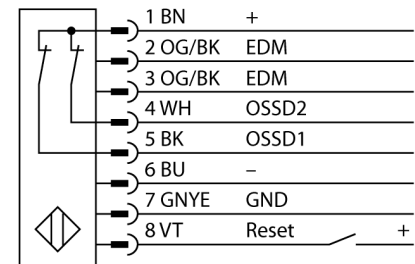 1 BN +
2 OG/BK EDM
3 OG/BK EDM
4 WH OSSD2
5 BK OSSD1
6 BU –
7 GNYE GND
8 VT Reset +